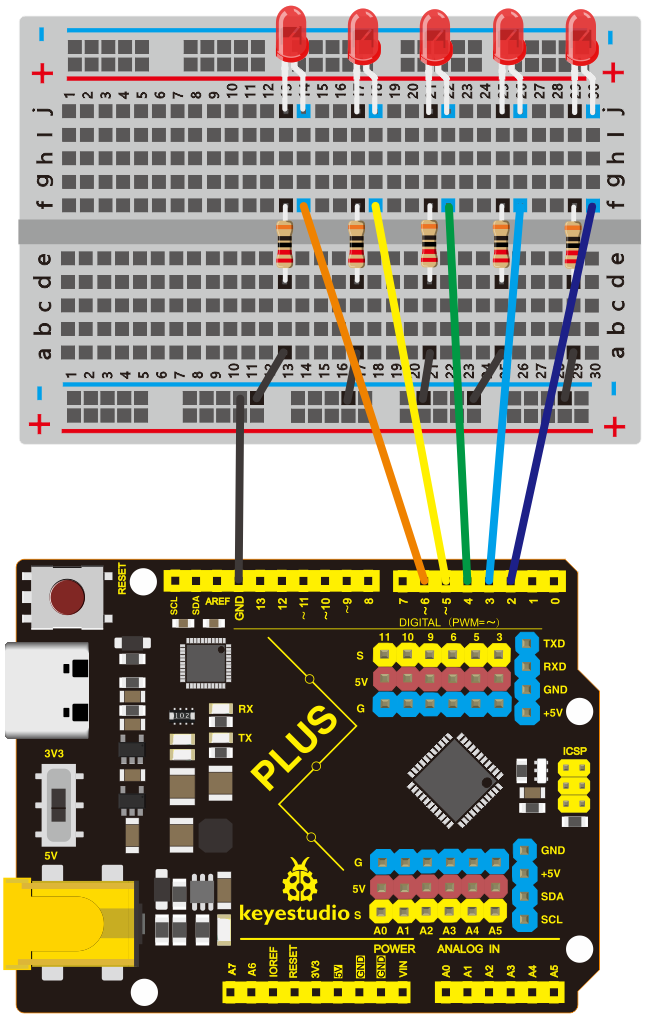 - -
+ +
1 2 3 4 5 6 7 8 9 10 11 12 13 14 15 16 17 18 19 20 21 22 23 24 25 26 27 28 29 30
j j
I I
h h
g g
f f
e e
d d
c c
b b
a a
1 2 3 4 5 6 7 8 9 10 11 12 13 14 15 16 17 18 19 20 21 22 23 24 25 26 27 28 29 30
- -
+ +
RESET
SCL SDA AREF GND 13 12 ~11 ~10 ~9 8 7 ~6 ~5 4 3 2 1 0
DIGITAL (PWM=~)
11 10 9 6 5 3
S
5V
G
TXD
RXD
GND
+5V
RX
TX
102
PLUS
3V3
5V
ICSP
G
5V
S
A0 A1 A2 A3 A4 A5
GND
+5V
SDA
SCL
keyestudio
POWER ANALOG IN
A7 A6 IOREF RESET 3V3 5V GND GND VIN A0 A1 A2 A3 A4 A5